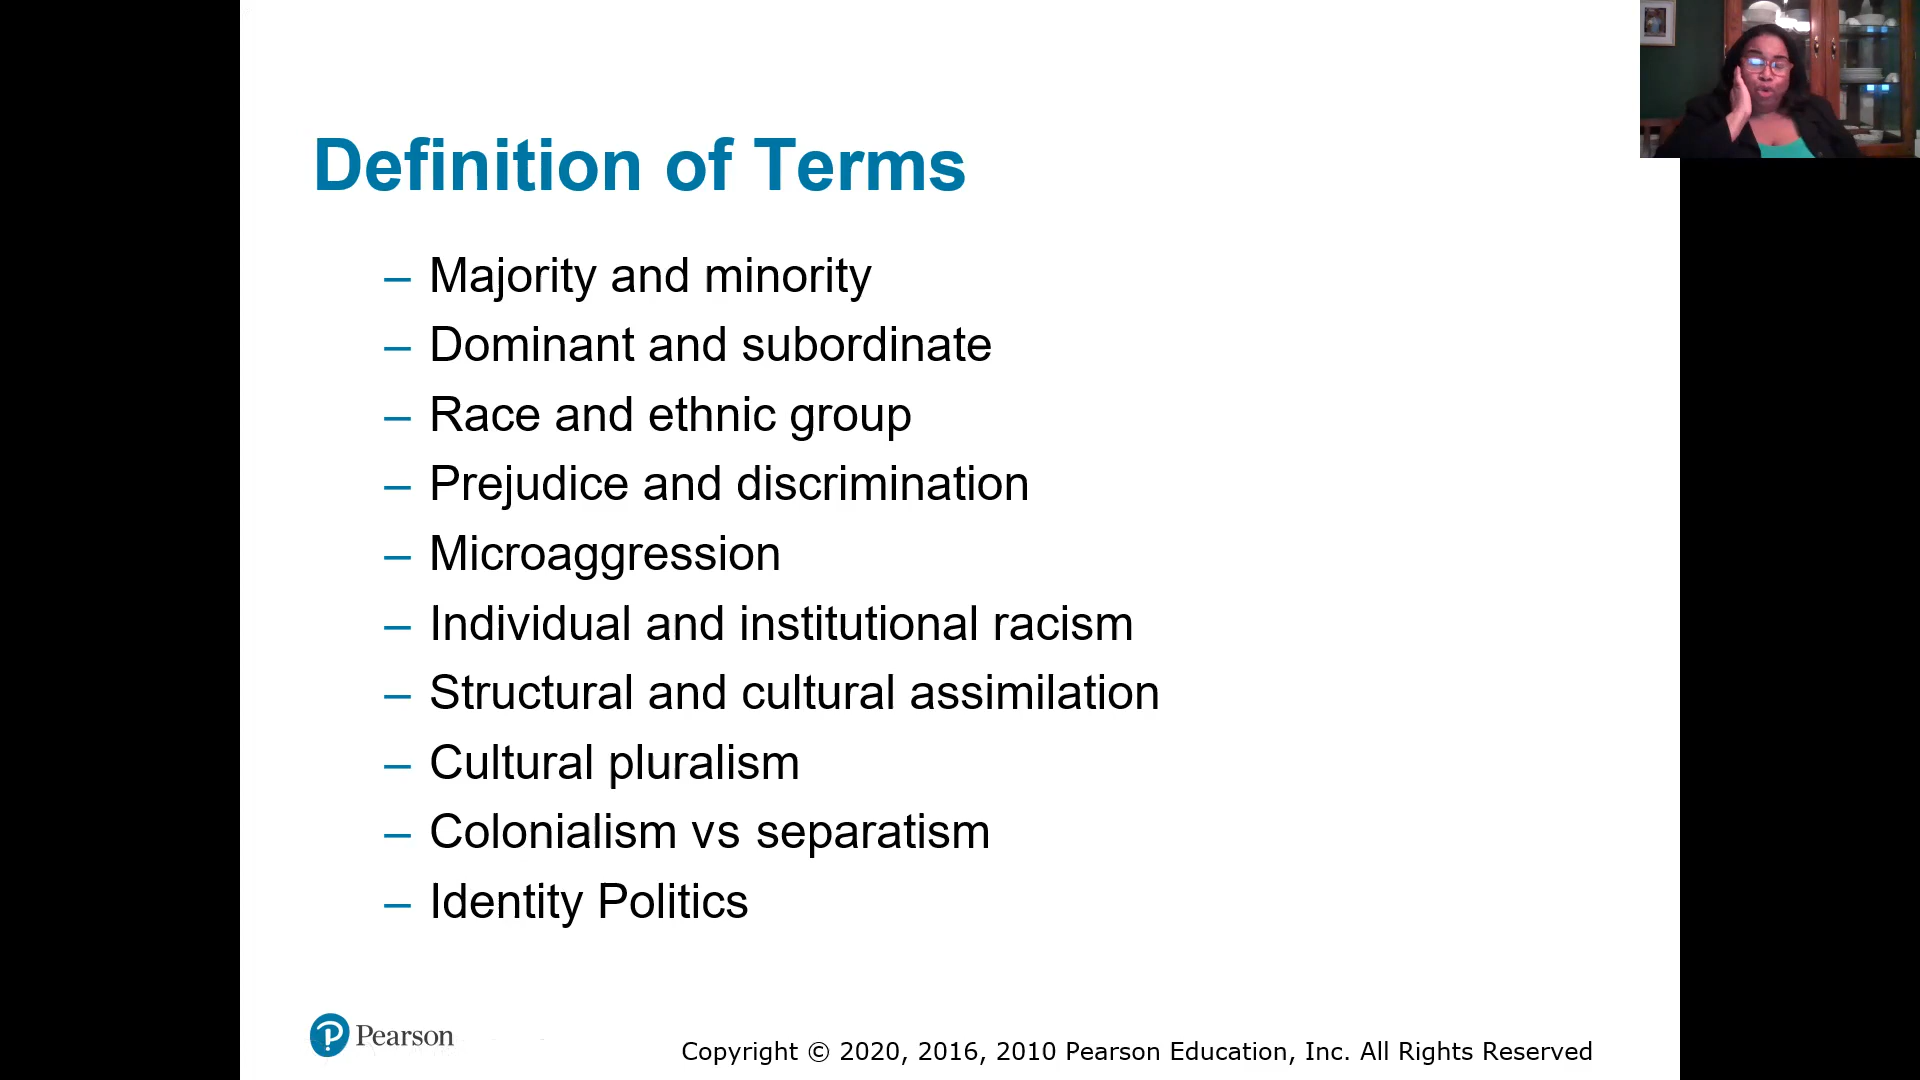 Definition of Terms
– Majority and minority
– Dominant and subordinate
– Race and ethnic group
– Prejudice and discrimination
– Microaggression
– Individual and institutional racism
– Structural and cultural assimilation
– Cultural pluralism
– Colonialism vs separatism
– Identity Politics
Pearson
Copyright © 2020, 2016, 2010 Pearson Education, Inc. All Rights Reserved